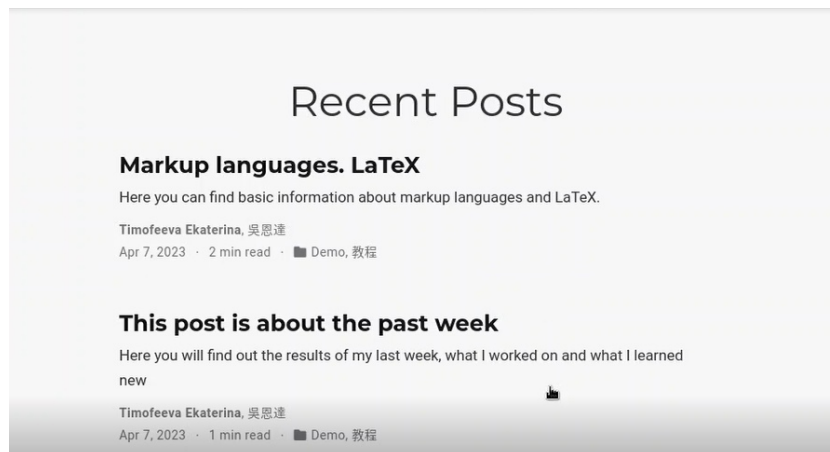 Recent Posts
Markup languages. LaTeX
Here you can find basic information about markup languages and LaTeX.
Timofeeva Ekaterina, 吳恩達
Apr 7, 2023 · 2 min read · Demo, 教程
This post is about the past week
Here you will find out the results of my last week, what I worked on and what I learned
new
Timofeeva Ekaterina, 吳恩達
Apr 7, 2023 · 1 min read · Demo, 教程